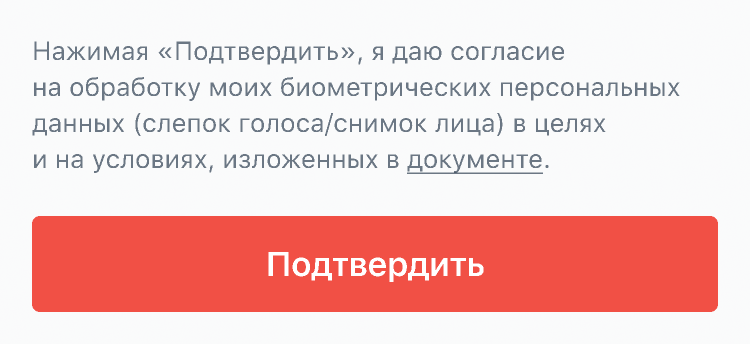 Нажимая «Подтвердить», я даю согласие
на обработку моих биометрических персональных
данных (слепок голоса/снимок лица) в целях
и на условиях, изложенных в документе.
Подтвердить